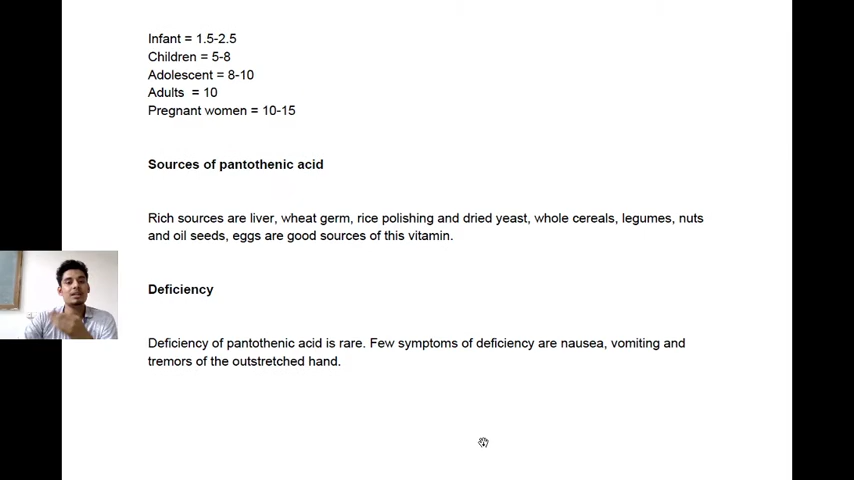 Infant = 1.5-2.5
Children = 5-8
Adolescent = 8-10
Adults  = 10
Pregnant women = 10-15
Sources of pantothenic acid
Rich sources are liver, wheat germ, rice polishing and dried yeast, whole cereals, legumes, nuts
and oil seeds, eggs are good sources of this vitamin.
Deficiency
Deficiency of pantothenic acid is rare. Few symptoms of deficiency are nausea, vomiting and
tremors of the outstretched hand.